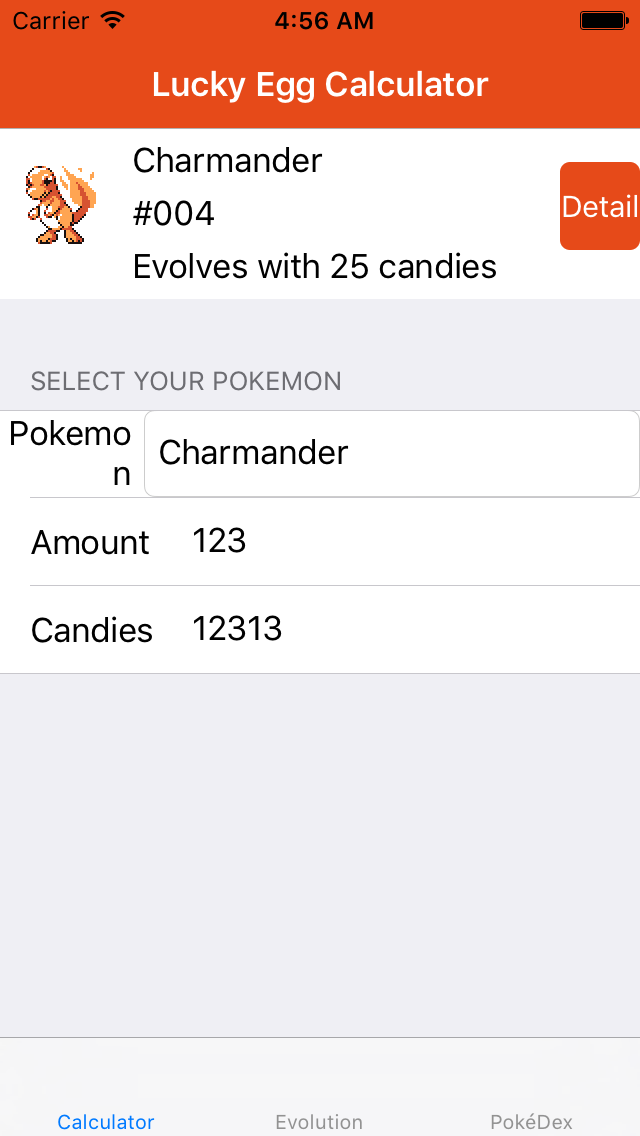 Carrier 4:56 AM
Lucky Egg Calculator
Charmander
#004
Evolves with 25 candies
Detail
SELECT YOUR POKEMON
Pokemo
n
Charmander
Amount 123
Candies 12313
Calculator Evolution PokéDex